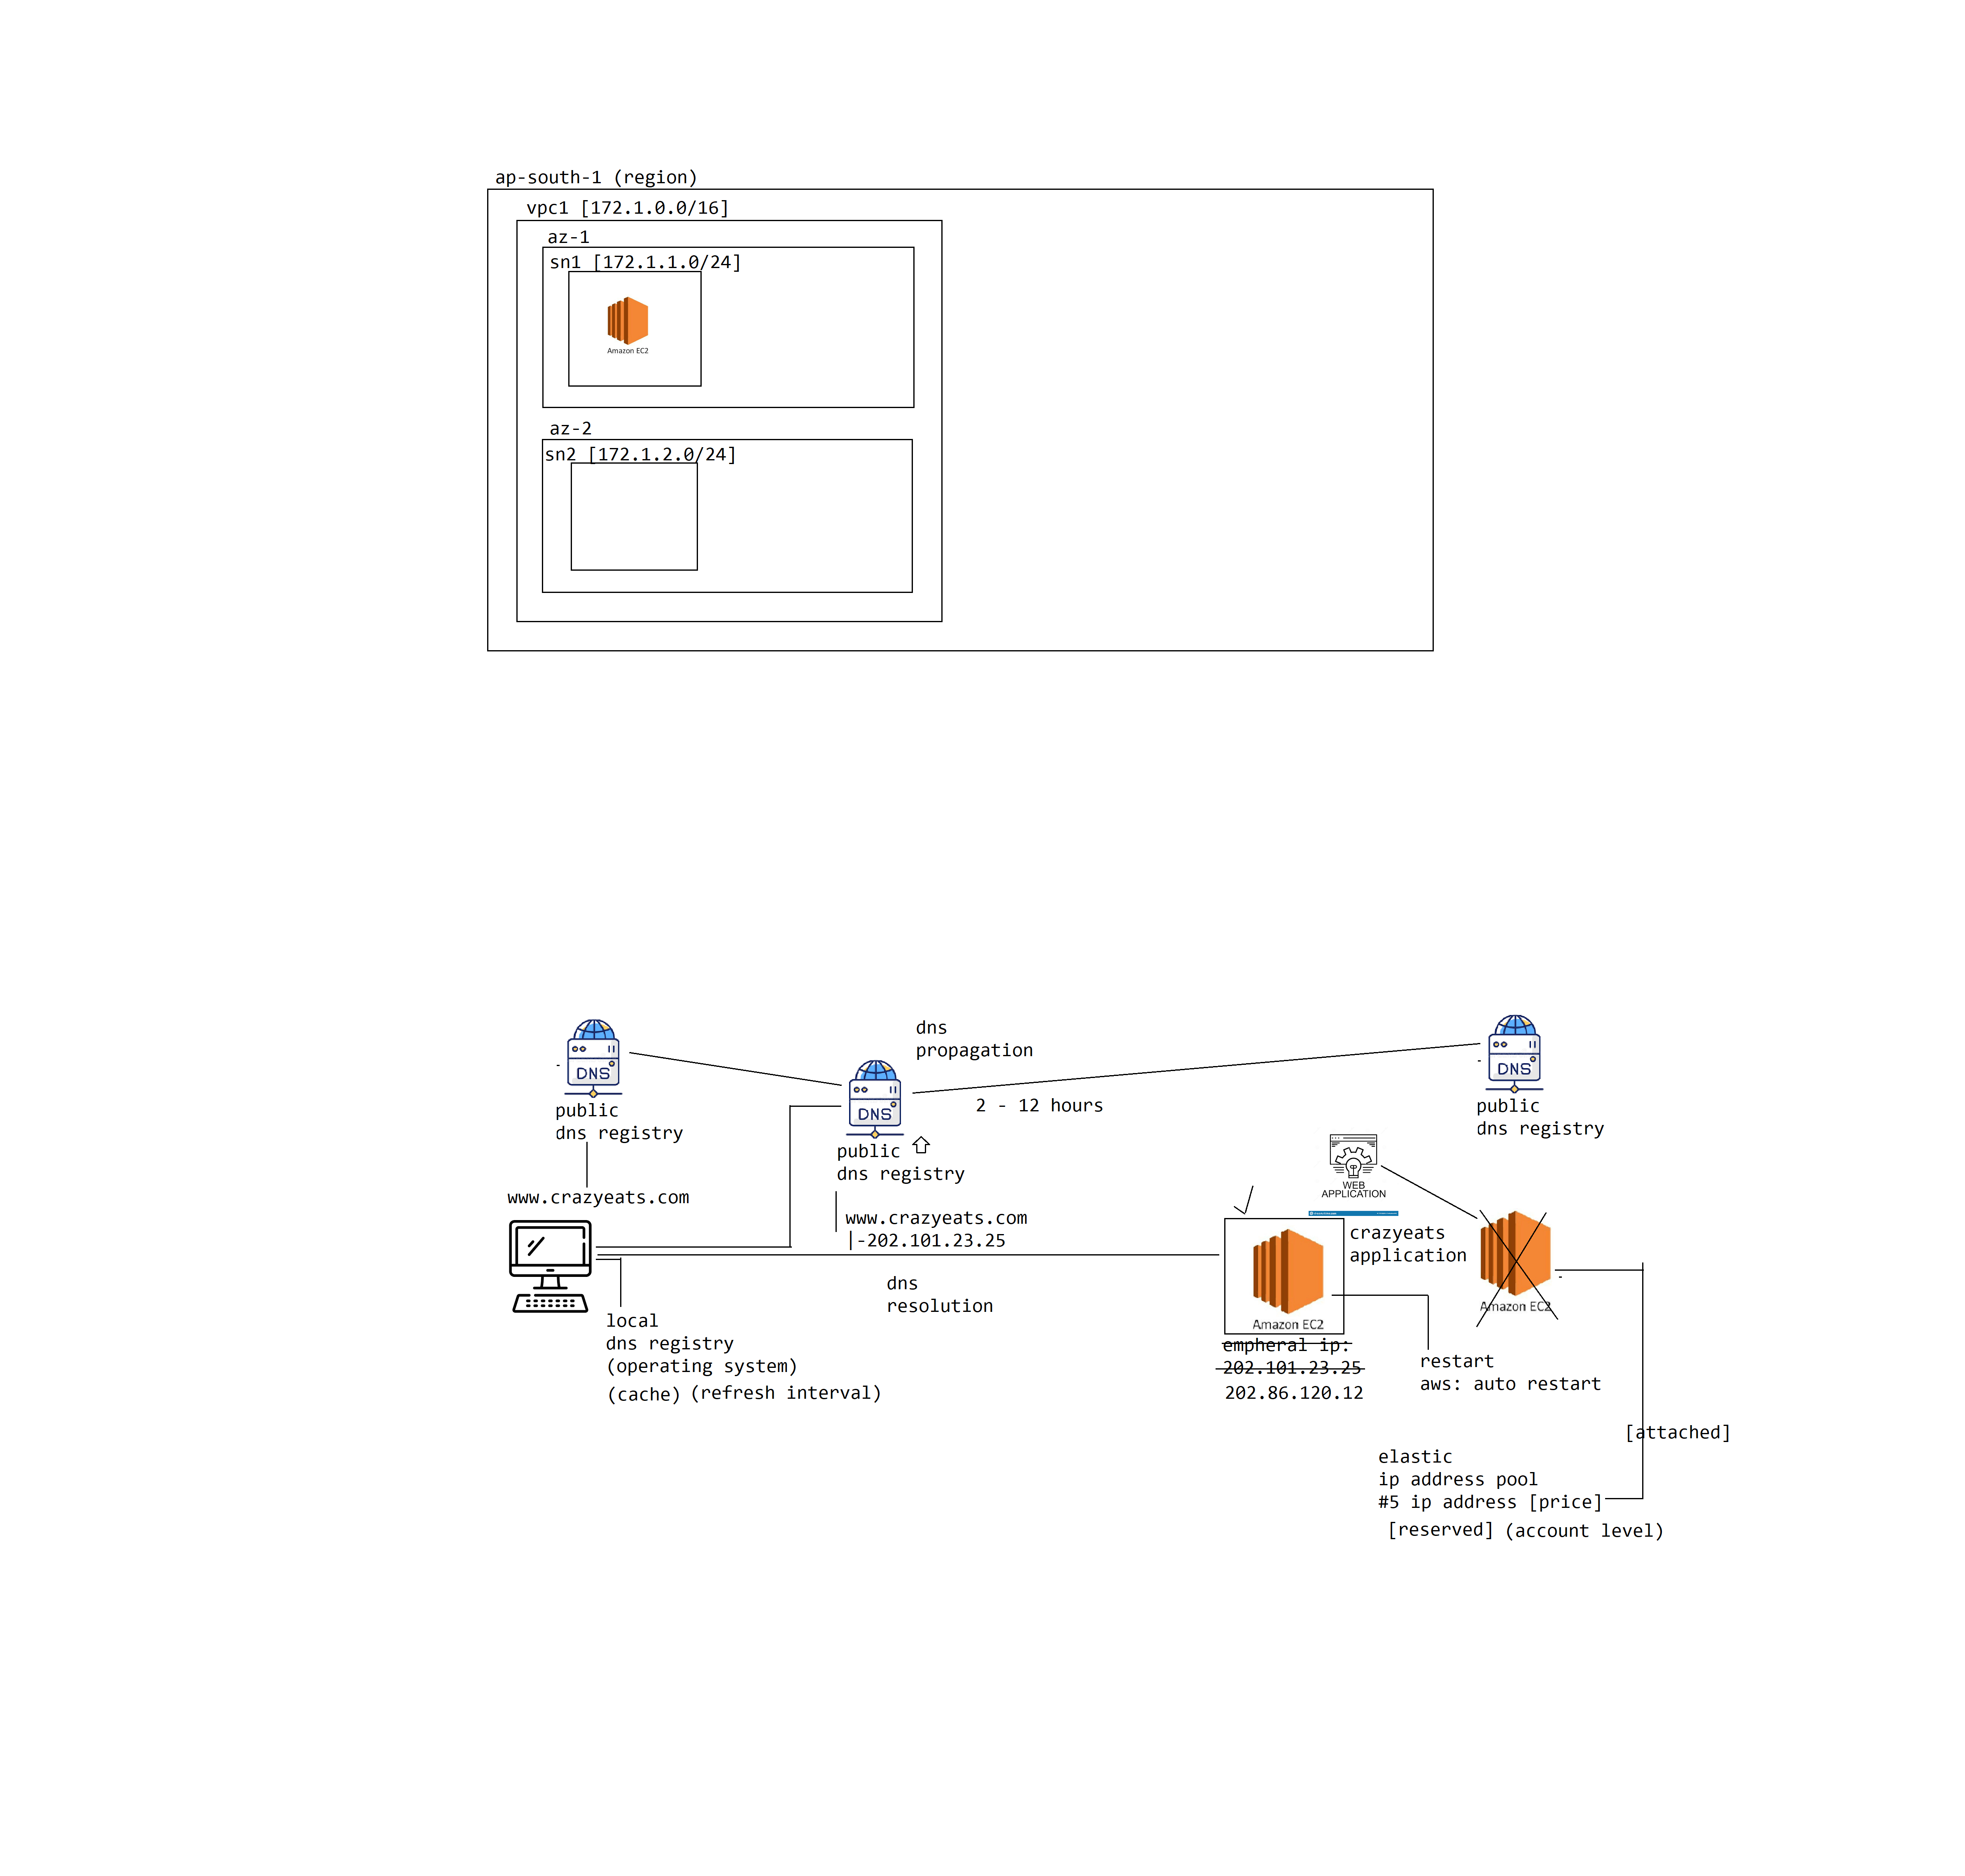 ap-south-1 (region)
vpc1 [172.1.0.0/16]
az-1
sn1 [172.1.1.0/24]
Amazon EC2
az-2
sn2 [172.1.2.0/24]
DNS
public
dns registry
www.crazyeats.com
dns
propagation
2 - 12 hours
DNS
public
dns registry
www.crazyeats.com
|-202.101.23.25
dns
resolution
local
dns registry
(operating system)
(cache) (refresh interval)
DNS
public
dns registry
WEB
APPLICATION
crazyeats
application
Amazon EC2
empheral ip:
202.101.23.25
202.86.120.12
Amazon EC2
restart
aws: auto restart
[attached]
elastic
ip address pool
#5 ip address [price]
[reserved] (account level)